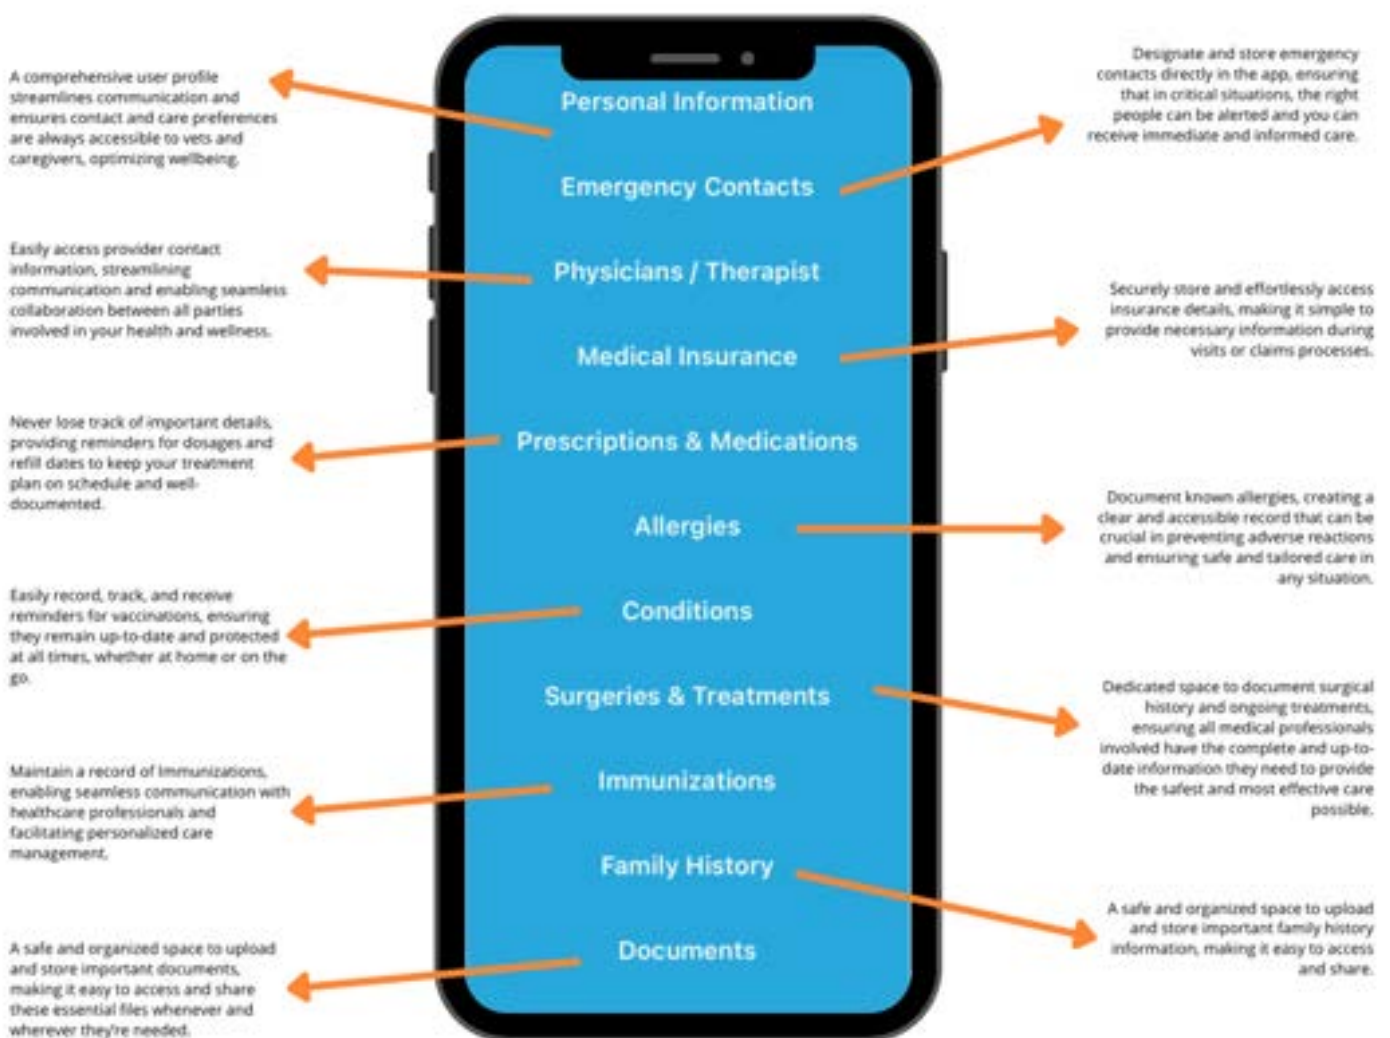 Personal Information
Emergency Contacts
Physicians / Therapist
Medical Insurance
Prescriptions & Medications
Allergies
Conditions
Surgeries & Treatments
Immunizations
Family History
Documents
A comprehensive user profile
streamlines communication and
ensures contact and care preferences
are always accessible to vets and
caregivers, optimizing wellbeing.
Easily access provider contact
information, streamlining
communication and enabling seamless
collaboration between all parties
involved in your health and wellness.
Never lose track of important details,
providing reminders for dosages and
refill dates to keep your treatment
plan on schedule and well-
documented.
Easily record, track, and receive
reminders for vaccinations, ensuring
they remain up-to-date and protected
at all times, whether at home or on the
go.
Maintain a record of Immunizations,
enabling seamless communication with
healthcare professionals and
facilitating personalized care
management.
A safe and organized space to upload
and store important documents,
making it easy to access and share
these essential files whenever and
wherever they're needed.
Designate and store emergency
contacts directly in the app, ensuring
that in critical situations, the right
people can be alerted and you can
receive immediate and informed care.
Securely store and effortlessly access
insurance details, making it simple to
provide necessary information during
visits or claims processes.
Document known allergies, creating a
clear and accessible record that can be
crucial in preventing adverse reactions
and ensuring safe and tailored care in
any situation.
Dedicated space to document surgical
history and ongoing treatments,
ensuring all medical professionals
involved have the complete and up-to-
date information they need to provide
the safest and most effective care
possible.
A safe and organized space to upload
and store important family history
information, making it easy to access
and share.